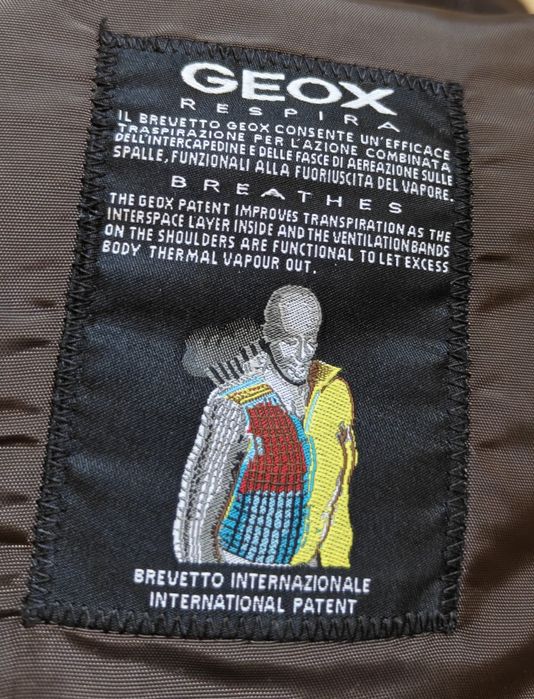 GEOX
RESPIRA
IL BREVETTO GEOX CONSENTE UN'EFFICACE
TRASPIRAZIONE PER L'AZIONE COMBINATA
DELL'INTERCAPEDINE E DELLE FASCE DI AEREAZIONE SULLE
SPALLE, FUNZIONALI ALLA FUORIUSCITA DEL VAPORE.
BREATHES
THE GEOX PATENT IMPROVES TRANSPIRATION AS THE
INTERSPACE LAYER INSIDE AND THE VENTILATION BANDS
ON THE SHOULDERS ARE FUNCTIONAL TO LET EXCESS
BODY THERMAL VAPOUR OUT.
BREVETTO INTERNAZIONALE
INTERNATIONAL PATENT